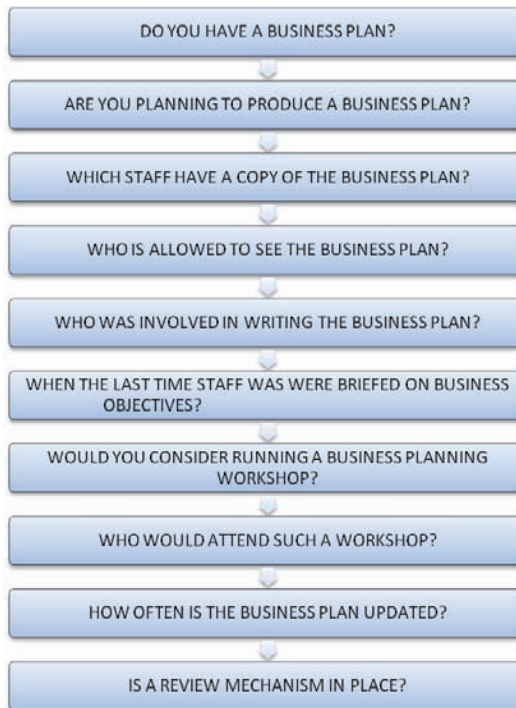 DO YOU HAVE A BUSINESS PLAN?
ARE YOU PLANNING TO PRODUCE A BUSINESS PLAN?
WHICH STAFF HAVE A COPY OF THE BUSINESS PLAN?
WHO IS ALLOWED TO SEE THE BUSINESS PLAN?
WHO WAS INVOLVED IN WRITING THE BUSINESS PLAN?
WHEN THE LAST TIME STAFF WAS WERE BRIEFED ON BUSINESS
OBJECTIVES?
WOULD YOU CONSIDER RUNNING A BUSINESS PLANNING
WORKSHOP?
WHO WOULD ATTEND SUCH A WORKSHOP?
HOW OFTEN IS THE BUSINESS PLAN UPDATED?
IS A REVIEW MECHANISM IN PLACE?